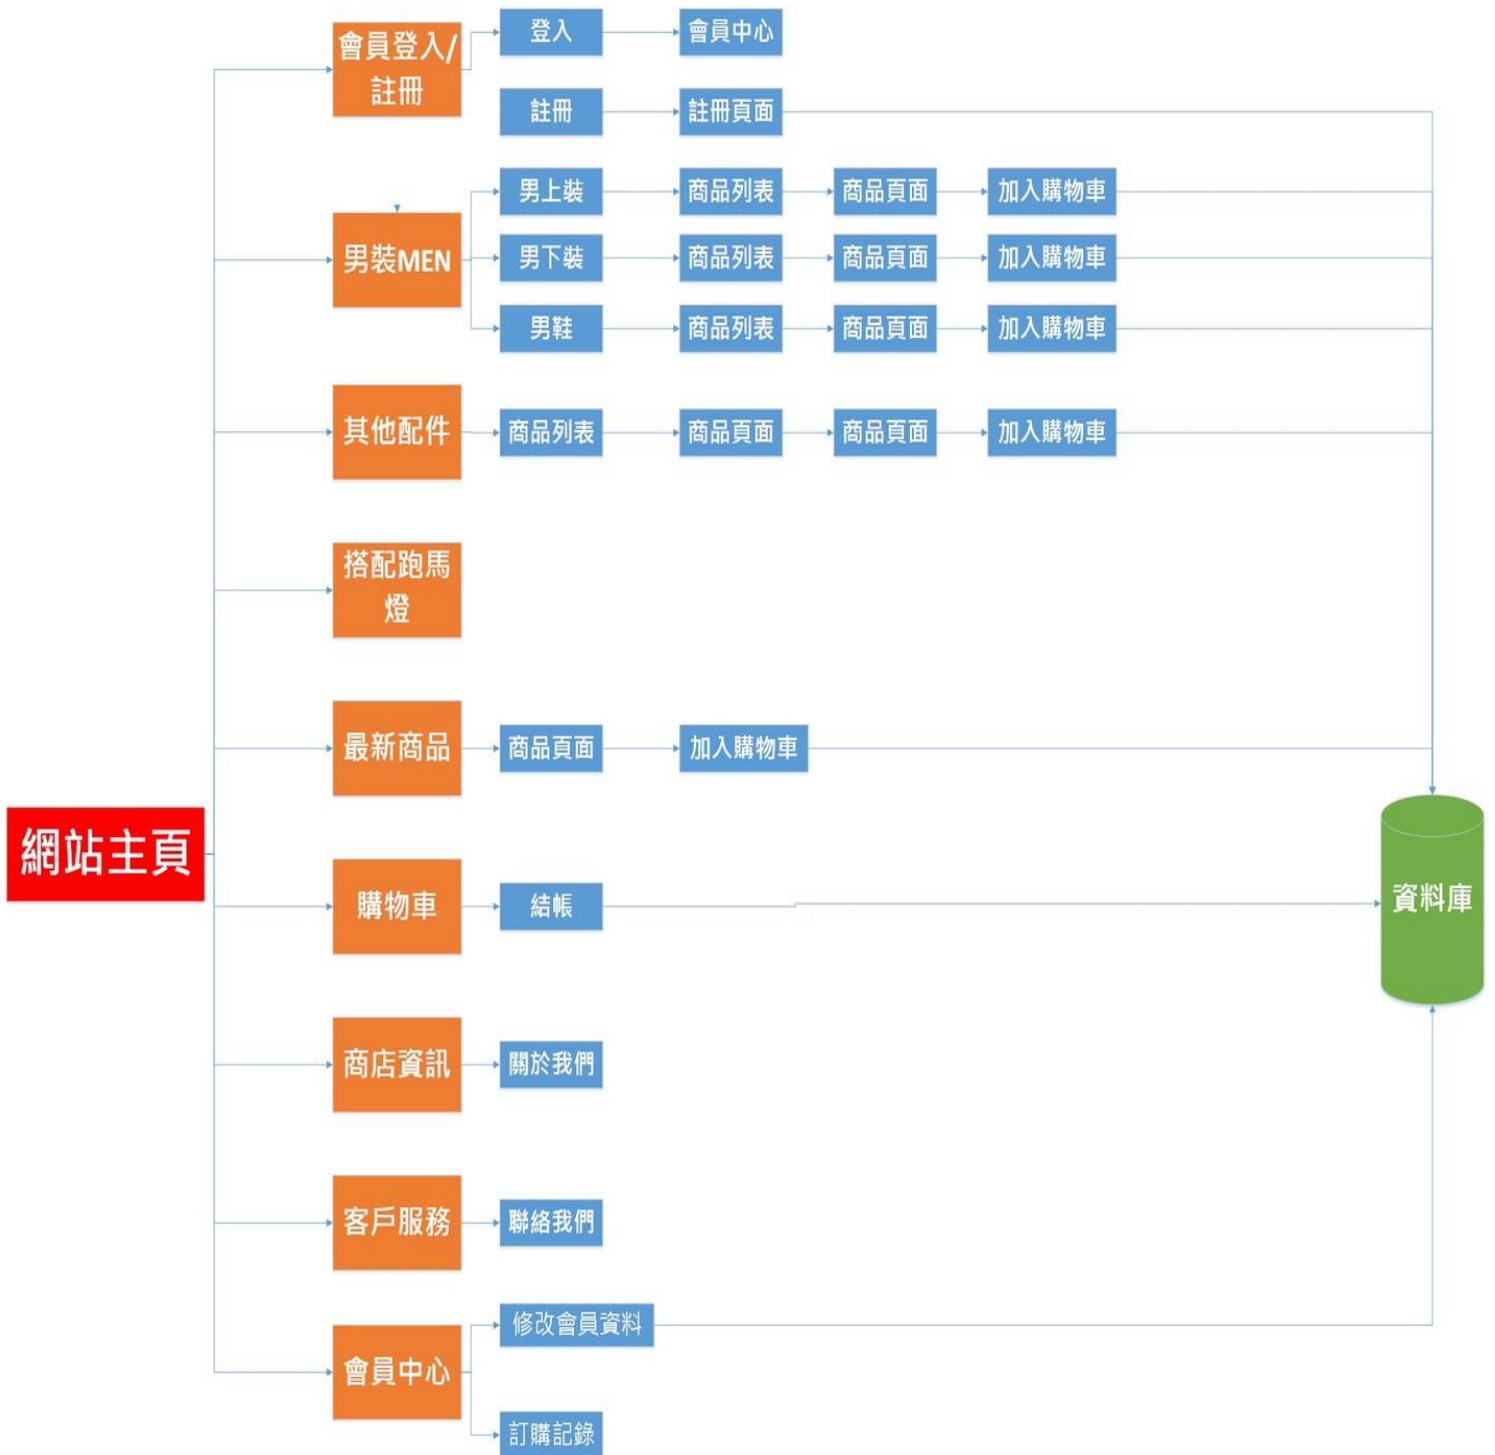 會員登入/
註冊
登入
會員中心
註冊
註冊頁面
男裝MEN
男上裝
商品列表
商品頁面
加入購物車
男下裝
商品列表
商品頁面
加入購物車
男鞋
商品列表
商品頁面
加入購物車
其他配件
商品列表
商品頁面
商品頁面
加入購物車
搭配跑馬
燈
最新商品
商品頁面
加入購物車
網站主頁
購物車
結帳
資料庫
商店資訊
關於我們
客戶服務
聯絡我們
會員中心
修改會員資料
訂購記錄